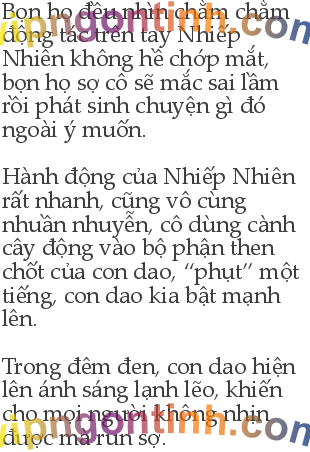 Bọn họ đều nhìn chằm chằm
động tác trên tay Nhiếp
Nhiên không hề chớp mắt,
bọn họ sợ cô sẽ mắc sai lầm
rồi phát sinh chuyện gì đó
ngoài ý muốn.
Hành động của Nhiếp Nhiên
rất nhanh, cũng vô cùng
nhuần nhuyễn, cô dùng cành
cây động vào bộ phận then
chốt của con dao, “phụt” một
tiếng, con dao kia bật mạnh
lên.
Trong đêm đen, con dao hiện
lên ánh sáng lạnh lẽo, khiến
cho mọi người không nhịn
được mà run sợ.
vipngontinh.com
vipngontinh.com